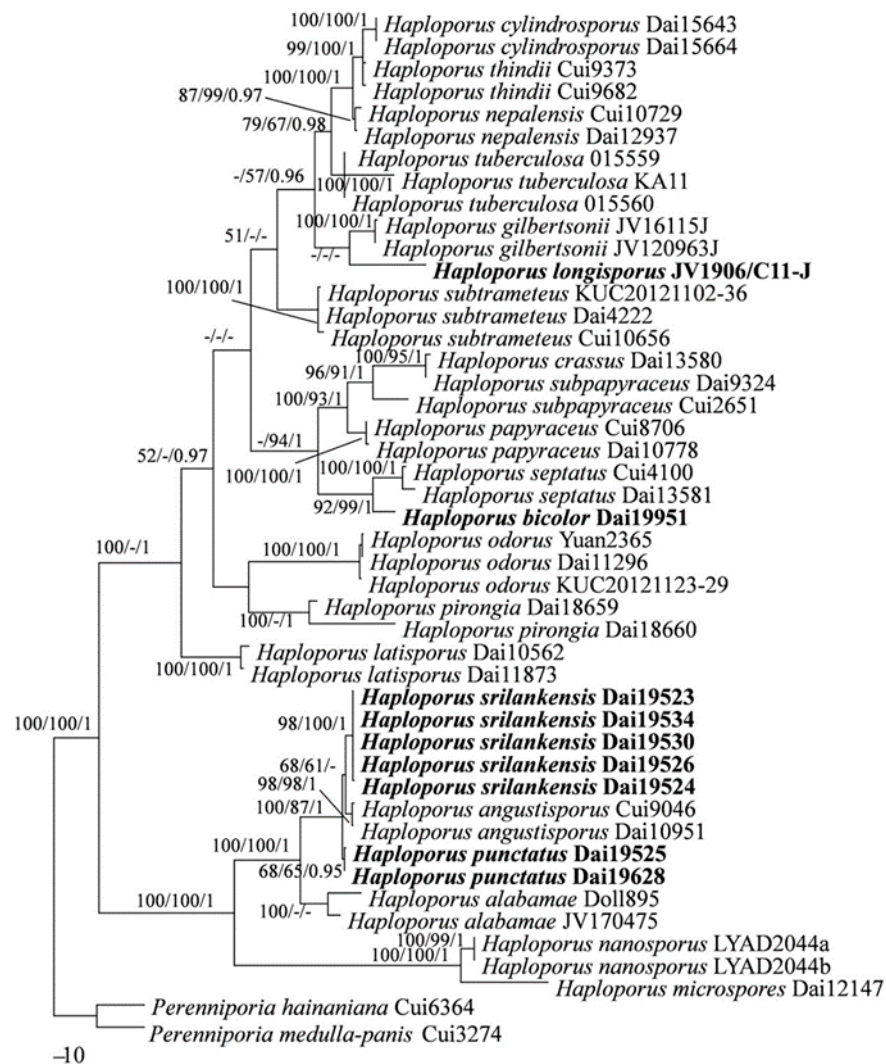 100/100/1
Haploporus cylindrosporus Dai15643
99/100/1
Haploporus cylindrosporus Dai15664
Haploporus thindii Cui9373
100/100/1
Haploporus thindii Cui9682
87/99/0.97
Haploporus nepalensis Cui10729
79/67/0.98
Haploporus nepalensis Dai12937
Haploporus tuberculosa 015559
-/57/0.96
100/100/1
Haploporus tuberculosa KA11
Haploporus tuberculosa 015560
100/100/1
Haploporus gilbertsonii JV16115J
51/-/-
Haploporus gilbertsonii JV120963J
-/-/-
Haploporus longisporus JV1906/C11-J
100/100/1
Haploporus subtrameteus KUC20121102-36
Haploporus subtrameteus Dai4222
-/-/-
Haploporus subtrameteus Cui10656
100/95/1
Haploporus crassus Dai13580
96/91/1
Haploporus subpapyraceus Dai9324
100/93/1
Haploporus subpapyraceus Cui2651
Haploporus papyraceus Cui8706
-/94/1
Haploporus papyraceus Dai10778
52/-/0.97
100/100/1
100/100/1
Haploporus septatus Cui4100
Haploporus septatus Dai13581
92/99/1
Haploporus bicolor Dai19951
Haploporus odorus Yuan2365
100/-/1
100/100/1
Haploporus odorus Dai11296
Haploporus odorus KUC20121123-29
Haploporus pirongia Dai18659
100/-/1
Haploporus pirongia Dai18660
Haploporus latisporus Dai10562
100/100/1
Haploporus latisporus Dai11873
Haploporus srilankensis Dai19523
100/100/1
98/100/1
Haploporus srilankensis Dai19534
Haploporus srilankensis Dai19530
68/61/-
Haploporus srilankensis Dai19526
98/98/1
Haploporus srilankensis Dai19524
100/87/1
Haploporus angustisporus Cui9046
Haploporus angustisporus Dai10951
100/100/1
Haploporus punctatus Dai19525
68/65/0.95
Haploporus punctatus Dai19628
100/100/1
Haploporus alabamae Doll895
100/-/-
Haploporus alabamae JV170475
100/99/1
Haploporus nanosporus LYAD2044a
100/100/1
Haploporus nanosporus LYAD2044b
Haploporus microspores Dai12147
Perenniporia hainaniana Cui6364
Perenniporia medulla-panis Cui3274
10